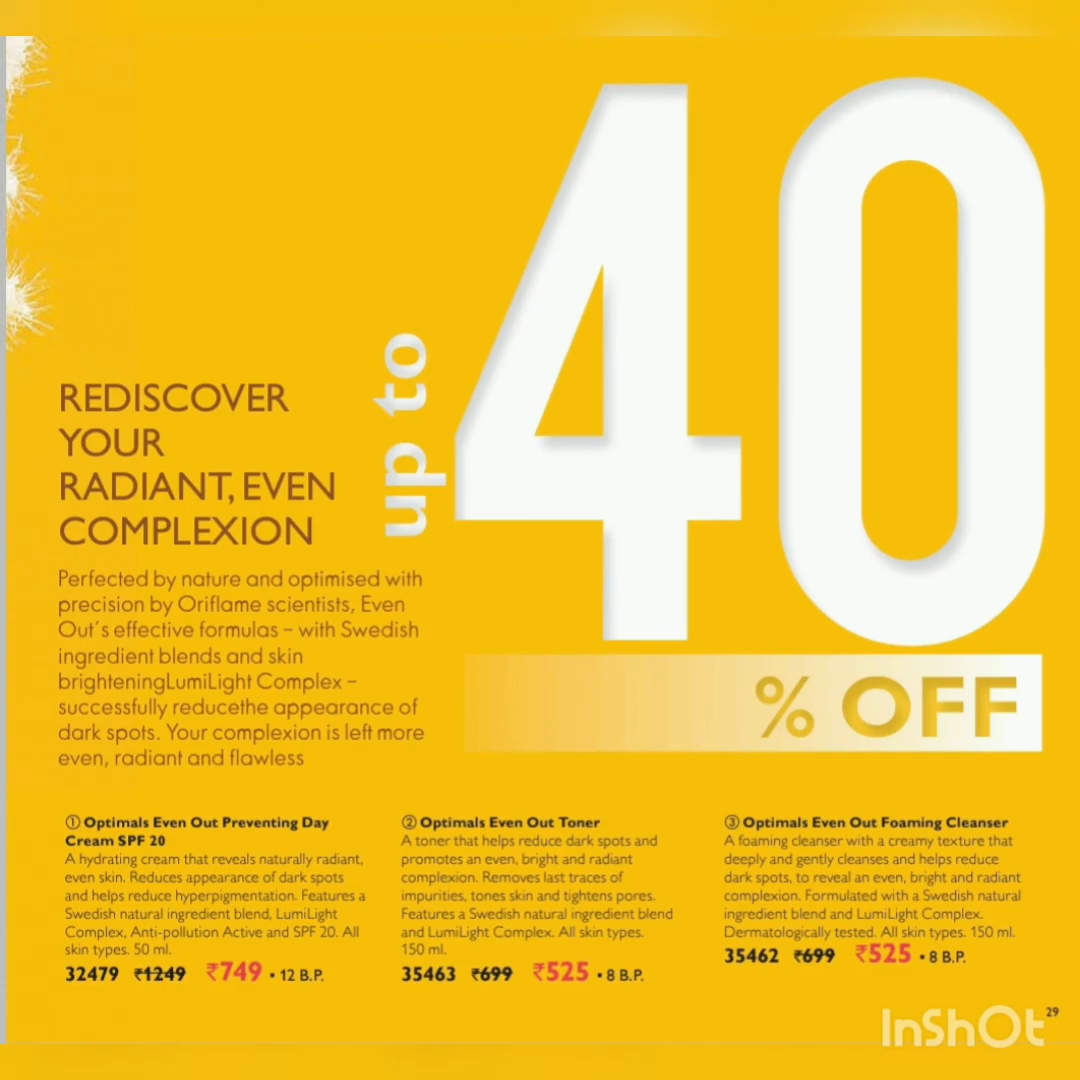 up to
40
% OFF
REDISCOVER
YOUR
RADIANT, EVEN
COMPLEXION
Perfected by nature and optimised with
precision by Oriflame scientists, Even
Out's effective formulas – with Swedish
ingredient blends and skin
brighteningLumiLight Complex –
successfully reducethe appearance of
dark spots. Your complexion is left more
even, radiant and flawless
① Optimals Even Out Preventing Day
Cream SPF 20
A hydrating cream that reveals naturally radiant,
even skin. Reduces appearance of dark spots
and helps reduce hyperpigmentation. Features a
Swedish natural ingredient blend, LumiLight
Complex, Anti-pollution Active and SPF 20. All
skin types. 50 ml.
32479 ₹1249 ₹749 • 12 B.P.
② Optimals Even Out Toner
A toner that helps reduce dark spots and
promotes an even, bright and radiant
complexion. Removes last traces of
impurities, tones skin and tightens pores.
Features a Swedish natural ingredient blend
and LumiLight Complex. All skin types.
150 ml.
35463 ₹699 ₹525 • 8 B.P.
③ Optimals Even Out Foaming Cleanser
A foaming cleanser with a creamy texture that
deeply and gently cleanses and helps reduce
dark spots, to reveal an even, bright and radiant
complexion. Formulated with a Swedish natural
ingredient blend and LumiLight Complex.
Dermatologically tested. All skin types. 150 ml.
35462 ₹699 ₹525 • 8 B.P.
29
InShOt